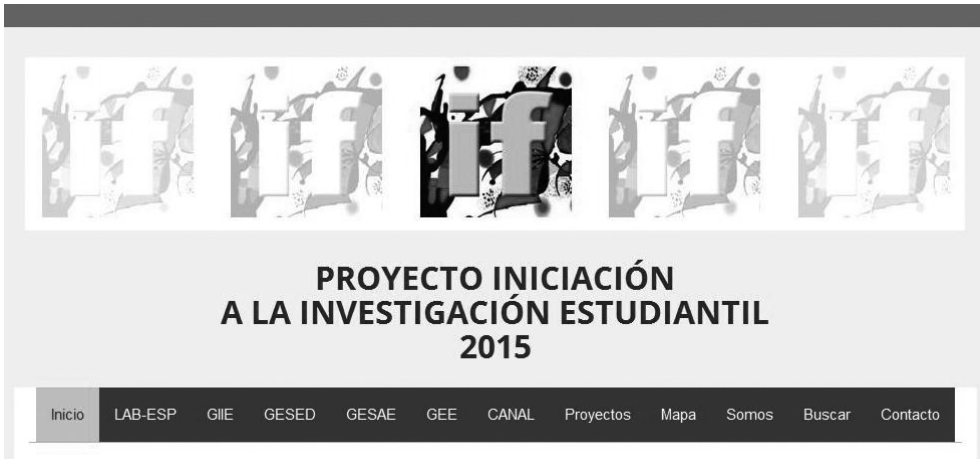 if if if if if
PROYECTO INICIACIÓN
A LA INVESTIGACIÓN ESTUDIANTIL
2015
Inicio LAB-ESP GIIE GESED GESAE GEE CANAL Proyectos Mapa Somos Buscar Contacto